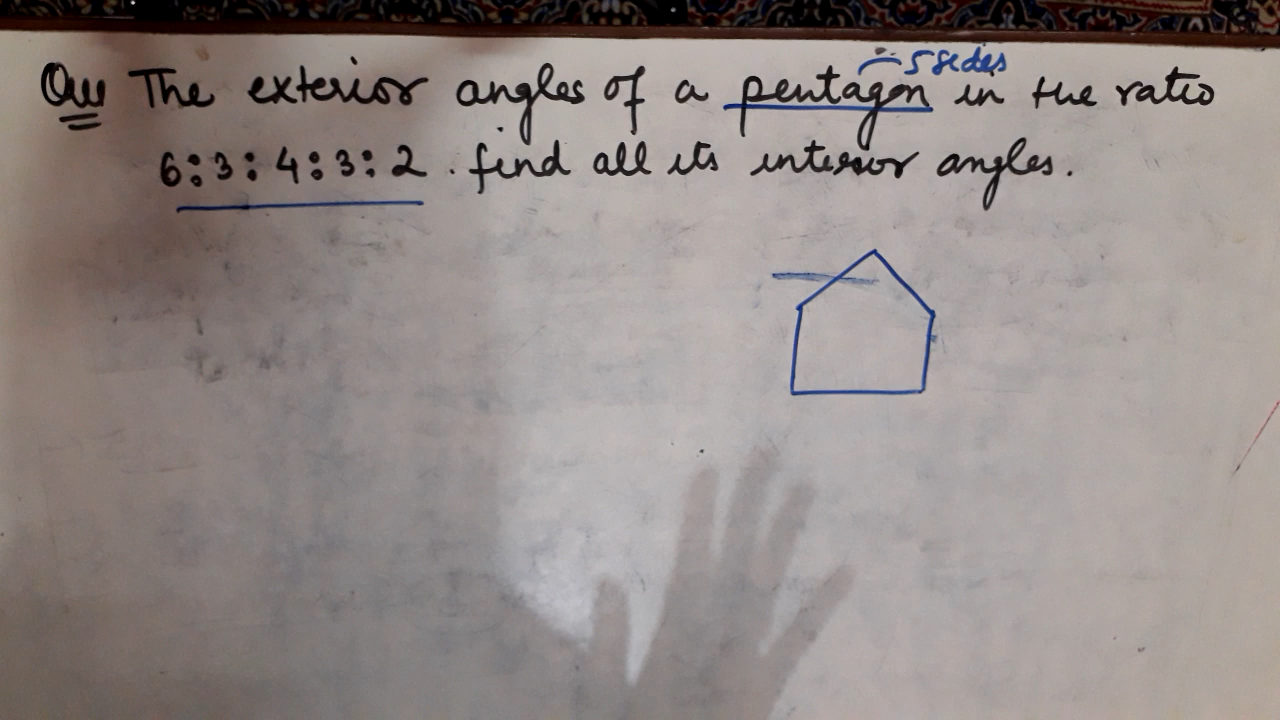 5 sides
Que The exterior angles of a pentagon in the ratio
6:3:4:3:2. find all its interior angles.